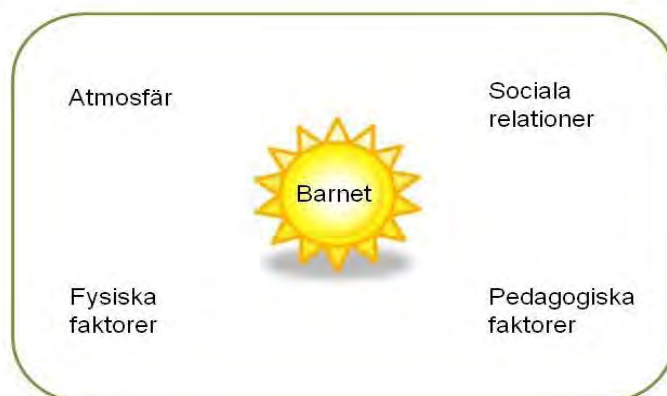 Atmosfär
Sociala
relationer
Barnet
Fysiska
faktorer
Pedagogiska
faktorer